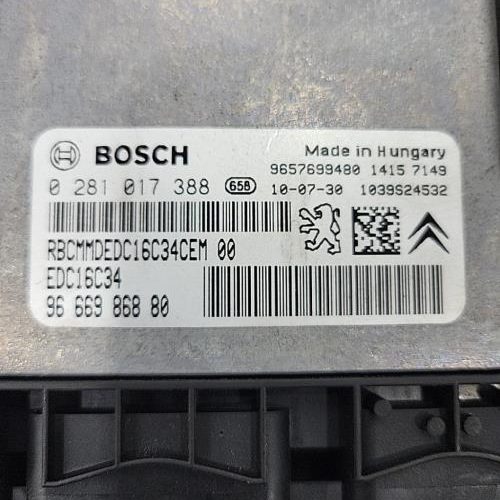 BOSCH
Made in Hungary
9657699480 1415 7149
0 281 017 388 658 10-07-30 1039S24532
RBCMMDEDC16C34CEM 00
EDC16C34
96 669 868 80